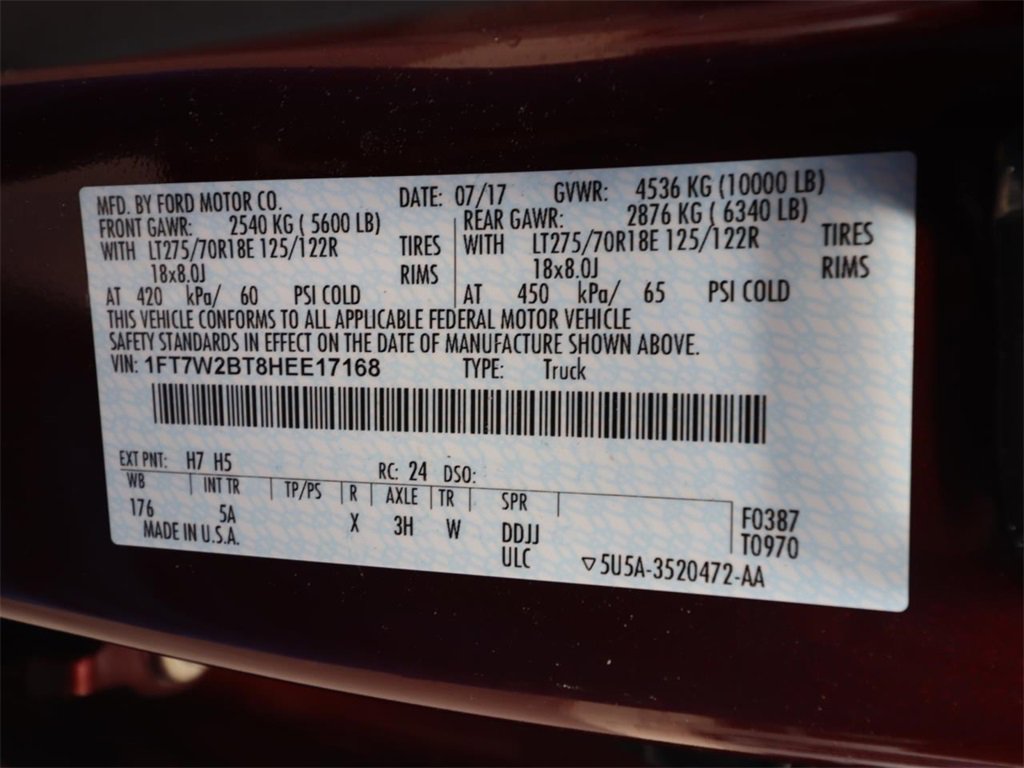 MFD. BY FORD MOTOR CO. DATE: 07/17 GVWR: 4536 KG (10000 LB)
FRONT GAWR: 2540 KG ( 5600 LB) REAR GAWR: 2876 KG ( 6340 LB)
WITH LT275/70R18E 125/122R TIRES WITH LT275/70R18E 125/122R TIRES
18x8.0J RIMS 18x8.0J RIMS
AT 420 kPa/ 60 PSI COLD AT 450 kPa/ 65 PSI COLD
THIS VEHICLE CONFORMS TO ALL APPLICABLE FEDERAL MOTOR VEHICLE
SAFETY STANDARDS IN EFFECT ON THE DATE OF MANUFACTURE SHOWN ABOVE.
VIN: 1FT7W2BT8HEE17168 TYPE: Truck
EXT PNT: H7 H5 RC: 24 DSO:
WB INT TR TP/PS R AXLE TR SPR
176 5A X 3H W DDJJ F0387
MADE IN U.S.A. ULC T0970
▽5U5A-3520472-AA